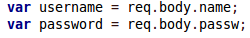 var username = req.body.name;
var password = req.body.passw;